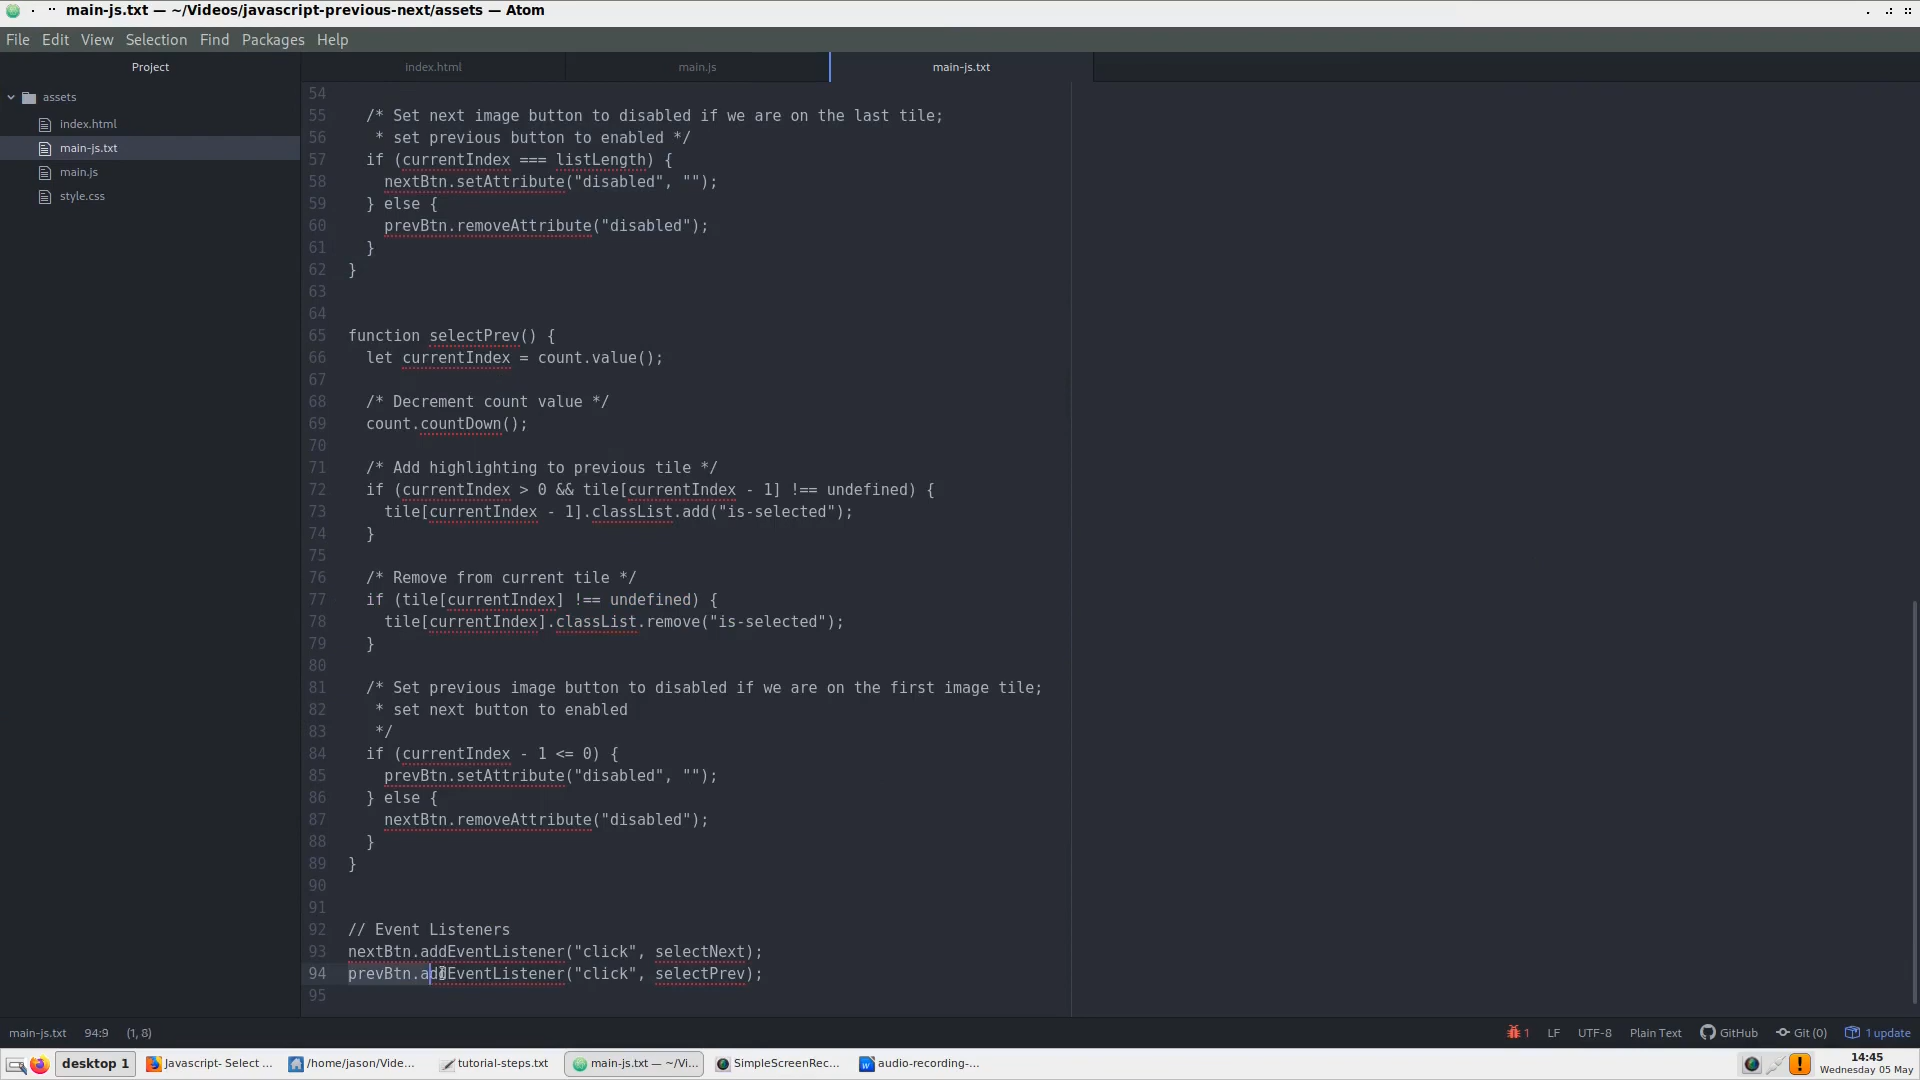 main-js.txt — ~/Videos/javascript-previous-next/assets — Atom
File Edit View Selection Find Packages Help
Project
index.html
main.js
main-js.txt
assets
index.html
main-js.txt
main.js
style.css
54
55 /* Set next image button to disabled if we are on the last tile;
56 * set previous button to enabled */
57 if (currentIndex === listLength) {
58 nextBtn.setAttribute("disabled", "");
59 } else {
60 prevBtn.removeAttribute("disabled");
61 }
62 }
63
64
65 function selectPrev() {
66 let currentIndex = count.value();
67
68 /* Decrement count value */
69 count.countDown();
70
71 /* Add highlighting to previous tile */
72 if (currentIndex > 0 && tile[currentIndex - 1] !== undefined) {
73 tile[currentIndex - 1].classList.add("is-selected");
74 }
75
76 /* Remove from current tile */
77 if (tile[currentIndex] !== undefined) {
78 tile[currentIndex].classList.remove("is-selected");
79 }
80
81 /* Set previous image button to disabled if we are on the first image tile;
82 * set next button to enabled
83 */
84 if (currentIndex - 1 <= 0) {
85 prevBtn.setAttribute("disabled", "");
86 } else {
87 nextBtn.removeAttribute("disabled");
88 }
89 }
90
91
92 // Event Listeners
93 nextBtn.addEventListener("click", selectNext);
94 prevBtn.addEventListener("click", selectPrev);
95
main-js.txt 94:9 (1, 8) 1 LF UTF-8 Plain Text GitHub Git (0) 1 update
desktop 1 Javascript- Select ... /home/jason/Vide... tutorial-steps.txt main-js.txt — ~/Vi... SimpleScreenRec... audio-recording-... 14:45
Wednesday 05 May